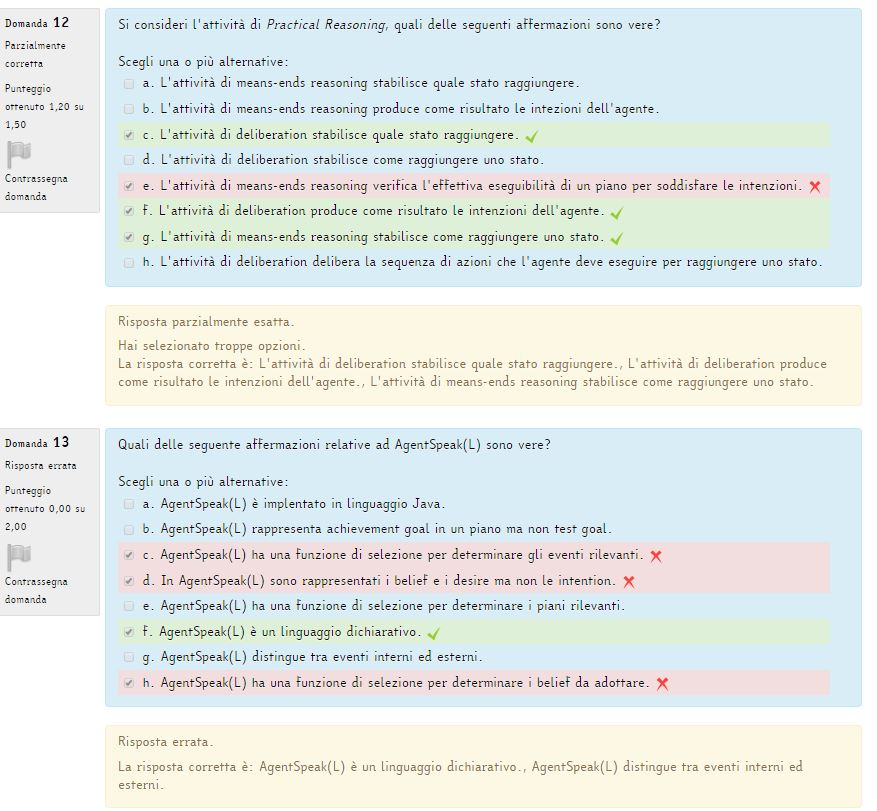 Domanda 12
Parzialmente
corretta
Punteggio
ottenuto 1,20 su
1,50
Contrassegna
domanda
Si consideri l'attività di Practical Reasoning, quali delle seguenti affermazioni sono vere?
Scegli una o più alternative:
a. L'attività di means-ends reasoning stabilisce quale stato raggiungere.
b. L'attività di means-ends reasoning produce come risultato le intezioni dell'agente.
c. L'attività di deliberation stabilisce quale stato raggiungere.
d. L'attività di deliberation stabilisce come raggiungere uno stato.
e. L'attività di means-ends reasoning verifica l'effettiva eseguibilità di un piano per soddisfare le intenzioni.
f. L'attività di deliberation produce come risultato le intenzioni dell'agente.
g. L'attività di means-ends reasoning stabilisce come raggiungere uno stato.
h. L'attività di deliberation delibera la sequenza di azioni che l'agente deve eseguire per raggiungere uno stato.
Risposta parzialmente esatta.
Hai selezionato troppe opzioni.
La risposta corretta è: L'attività di deliberation stabilisce quale stato raggiungere., L'attività di deliberation produce
come risultato le intenzioni dell'agente., L'attività di means-ends reasoning stabilisce come raggiungere uno stato.
Domanda 13
Risposta errata
Punteggio
ottenuto 0,00 su
2,00
Contrassegna
domanda
Quali delle seguente affermazioni relative ad AgentSpeak(L) sono vere?
Scegli una o più alternative:
a. AgentSpeak(L) è implentato in linguaggio Java.
b. AgentSpeak(L) rappresenta achievement goal in un piano ma non test goal.
c. AgentSpeak(L) ha una funzione di selezione per determinare gli eventi rilevanti.
d. In AgentSpeak(L) sono rappresentati i belief e i desire ma non le intention.
e. AgentSpeak(L) ha una funzione di selezione per determinare i piani rilevanti.
f. AgentSpeak(L) è un linguaggio dichiarativo.
g. AgentSpeak(L) distingue tra eventi interni ed esterni.
h. AgentSpeak(L) ha una funzione di selezione per determinare i belief da adottare.
Risposta errata.
La risposta corretta è: AgentSpeak(L) è un linguaggio dichiarativo., AgentSpeak(L) distingue tra eventi interni ed
esterni.